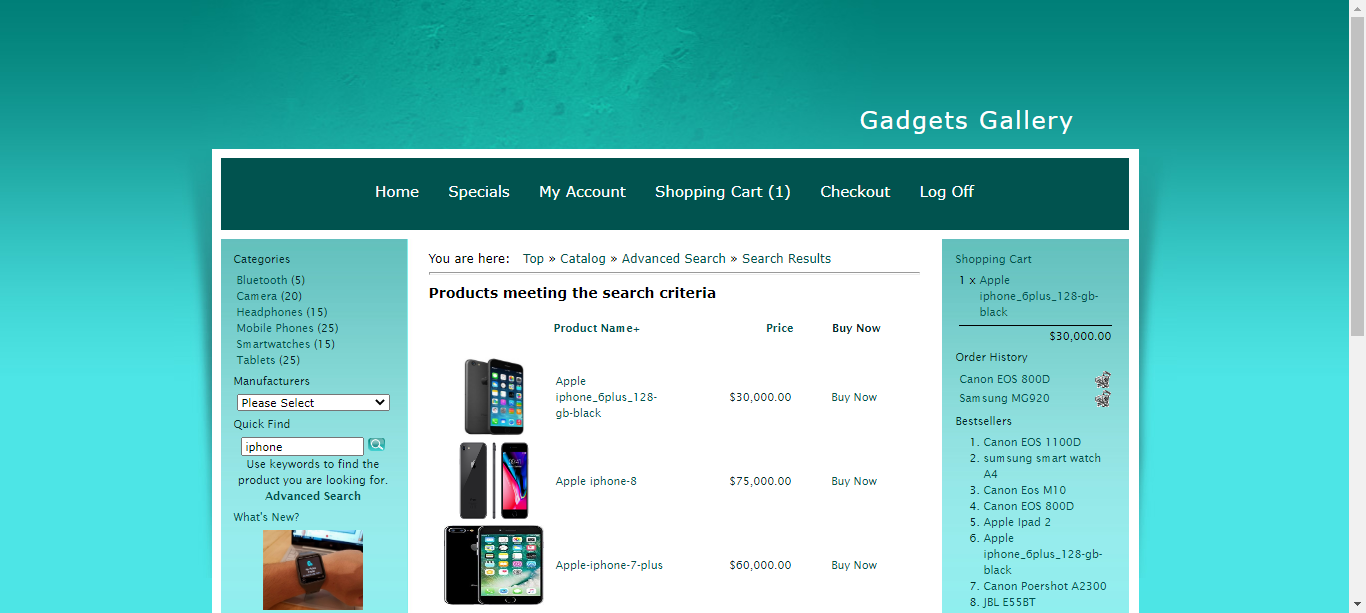 Gadgets Gallery
Home
Specials
My Account
Shopping Cart (1)
Checkout
Log Off
Categories
Bluetooth (5)
Camera (20)
Headphones (15)
Mobile Phones (25)
Smartwatches (15)
Tablets (25)
Manufacturers
Please Select
Quick Find
iphone
Use keywords to find the
product you are looking for.
Advanced Search
What's New?
You are here: Top » Catalog » Advanced Search » Search Results
Products meeting the search criteria
Product Name+ Price Buy Now
Apple
iphone_6plus_128-
gb-black
$30,000.00
Buy Now
Apple iphone-8
$75,000.00
Buy Now
Apple-iphone-7-plus
$60,000.00
Buy Now
Shopping Cart
1 x Apple
iphone_6plus_128-gb-
black
$30,000.00
Order History
Canon EOS 800D
Samsung MG920
Bestsellers
1. Canon EOS 1100D
2. sumsung smart watch
A4
3. Canon Eos M10
4. Canon EOS 800D
5. Apple Ipad 2
6. Apple
iphone_6plus_128-gb-
black
7. Canon Poershot A2300
8. JBL E55BT